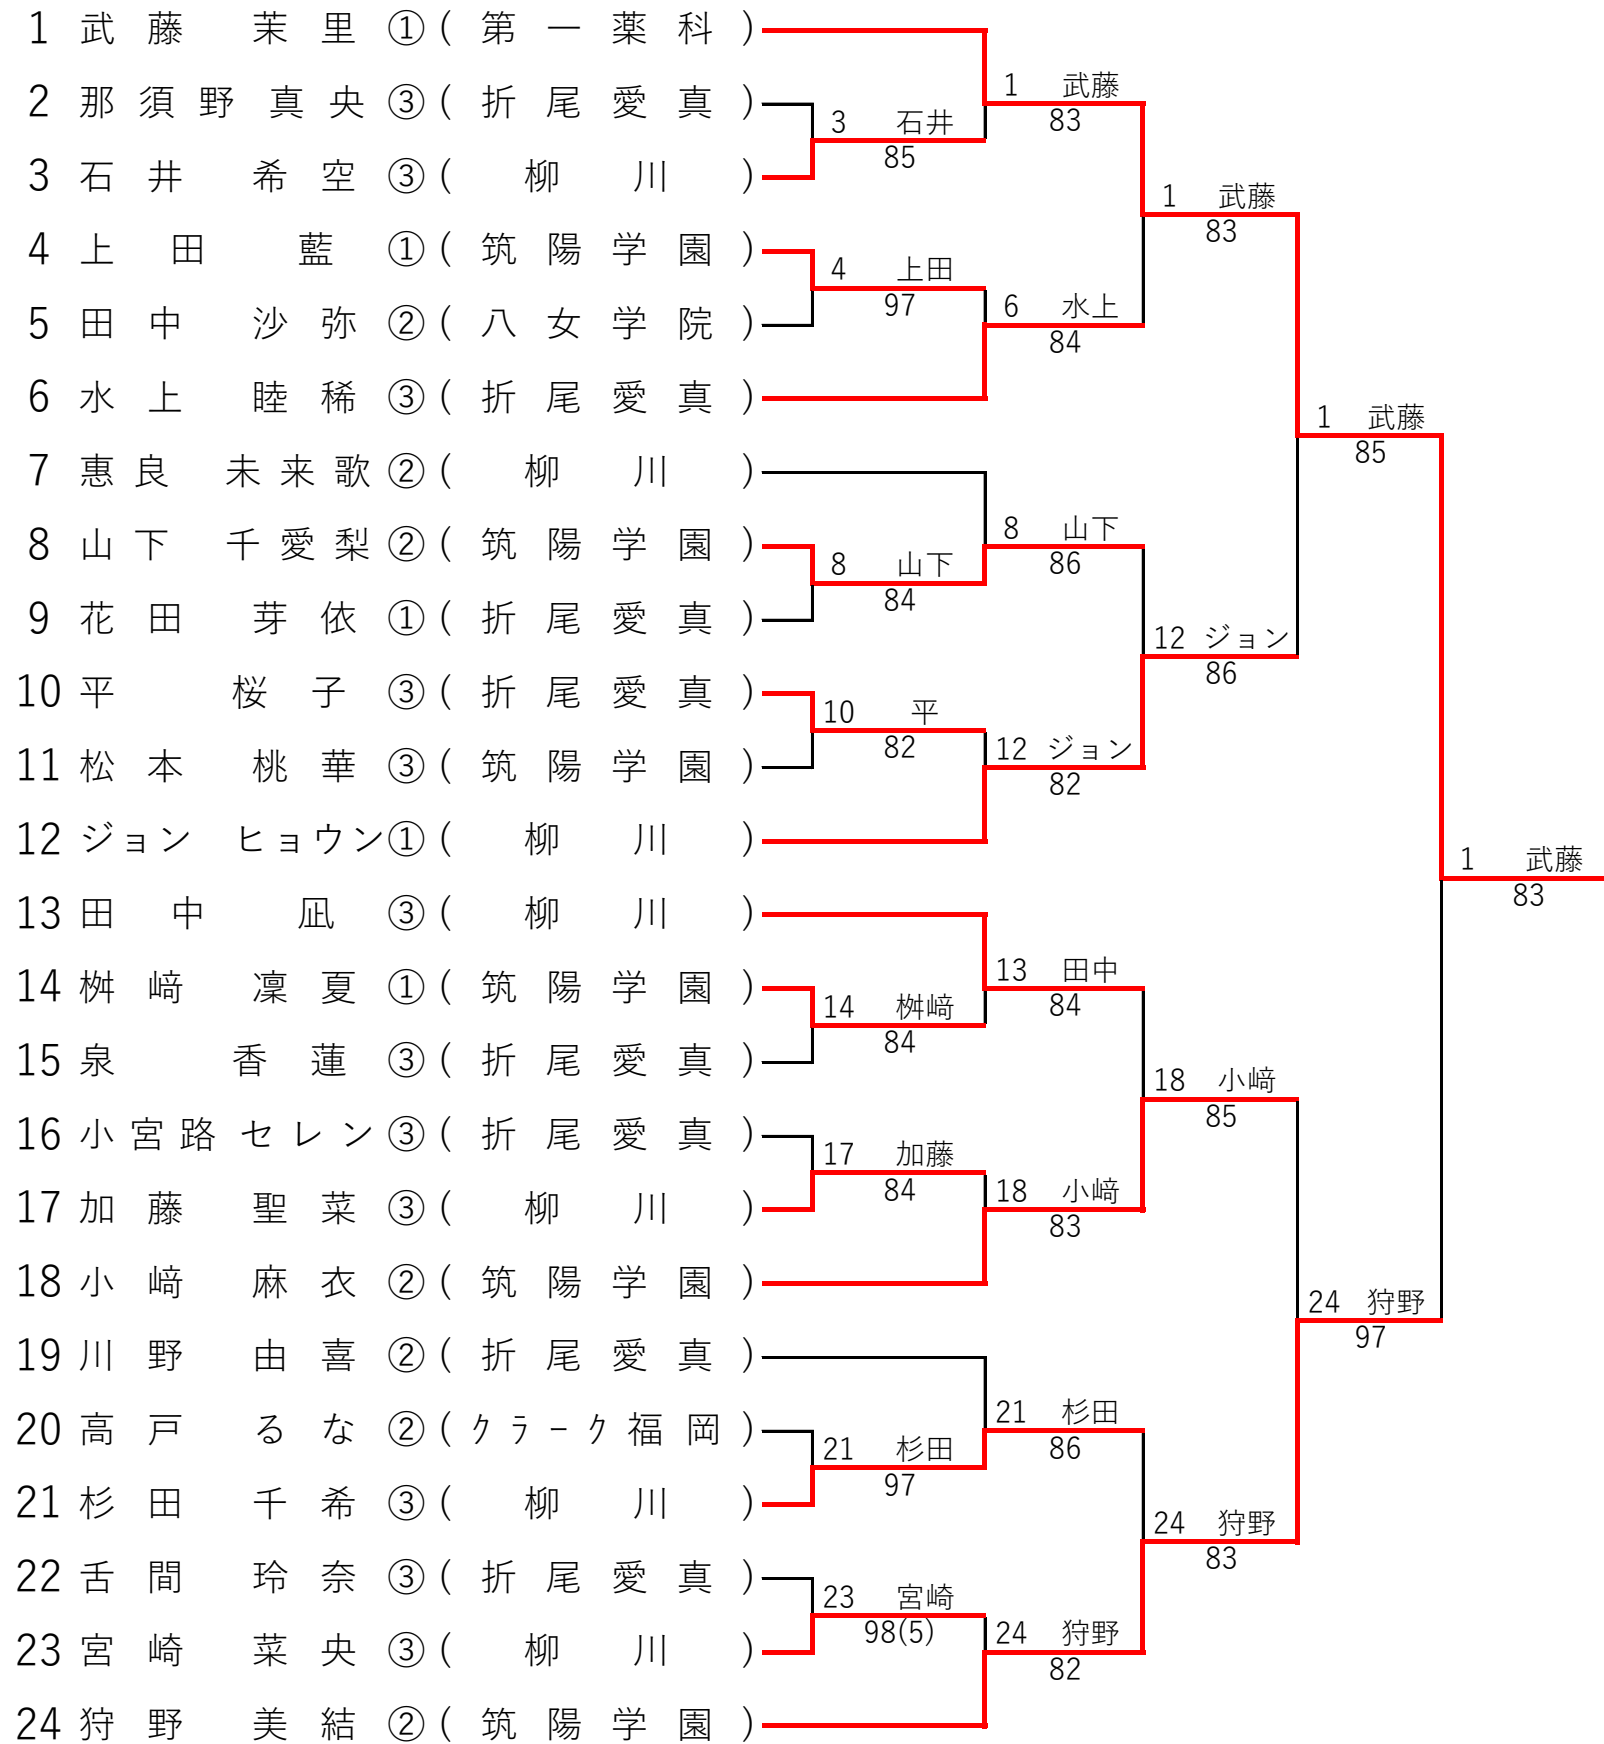 1 武藤 茉里 ①(第一薬科)
1 武藤
2 那須野 真央 ③(折尾愛真)
83
3 石井
85
3 石井 希空 ③(柳川)
1 武藤
83
4 上田 藍 ①(筑陽学園)
4 上田
97
6 水上
5 田中 沙弥 ②(八女学院)
84
6 水上 睦稀 ③(折尾愛真)
1 武藤
85
7 惠良 未来歌 ②(柳川)
8 山下
8 山下 千愛梨 ②(筑陽学園)
86
8 山下
84
9 花田 芽依 ①(折尾愛真)
12 ジョン
86
10 平 桜子 ③(折尾愛真)
10 平
82
12 ジョン
11 松本 桃華 ③(筑陽学園)
82
12 ジョン ヒョウン ①(柳川)
1 武藤
83
13 田中 凪 ③(柳川)
13 田中
14 桝﨑 凜夏 ①(筑陽学園)
84
14 桝﨑
84
15 泉 香蓮 ③(折尾愛真)
18 小﨑
85
16 小宮路 セレン ③(折尾愛真)
17 加藤
84
18 小﨑
17 加藤 聖菜 ③(柳川)
83
18 小﨑 麻衣 ②(筑陽学園)
24 狩野
97
19 川野 由喜 ②(折尾愛真)
21 杉田
20 高戸 るな ②(ｸﾗｰｸ福岡)
86
21 杉田
97
21 杉田 千希 ③(柳川)
24 狩野
83
22 舌間 玲奈 ③(折尾愛真)
23 宮崎
98(5)
24 狩野
23 宮崎 菜央 ③(柳川)
82
24 狩野 美結 ②(筑陽学園)